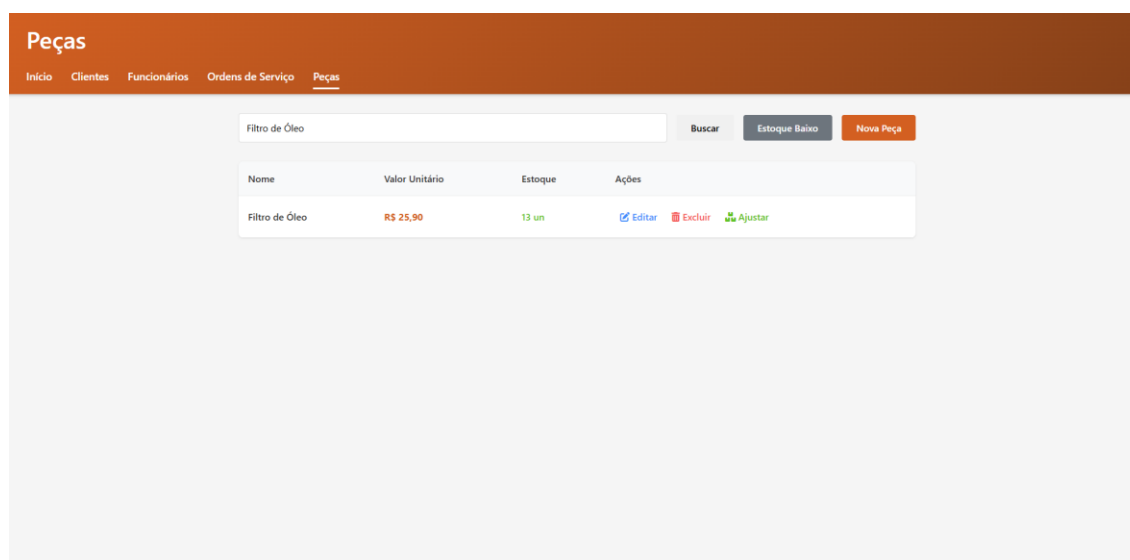 Peças
Início Clientes Funcionários Ordens de Serviço Peças
Filtro de Óleo Buscar Estoque Baixo Nova Peça
Nome Valor Unitário Estoque Ações
Filtro de Óleo R$ 25,90 13 un Editar Excluir Ajustar